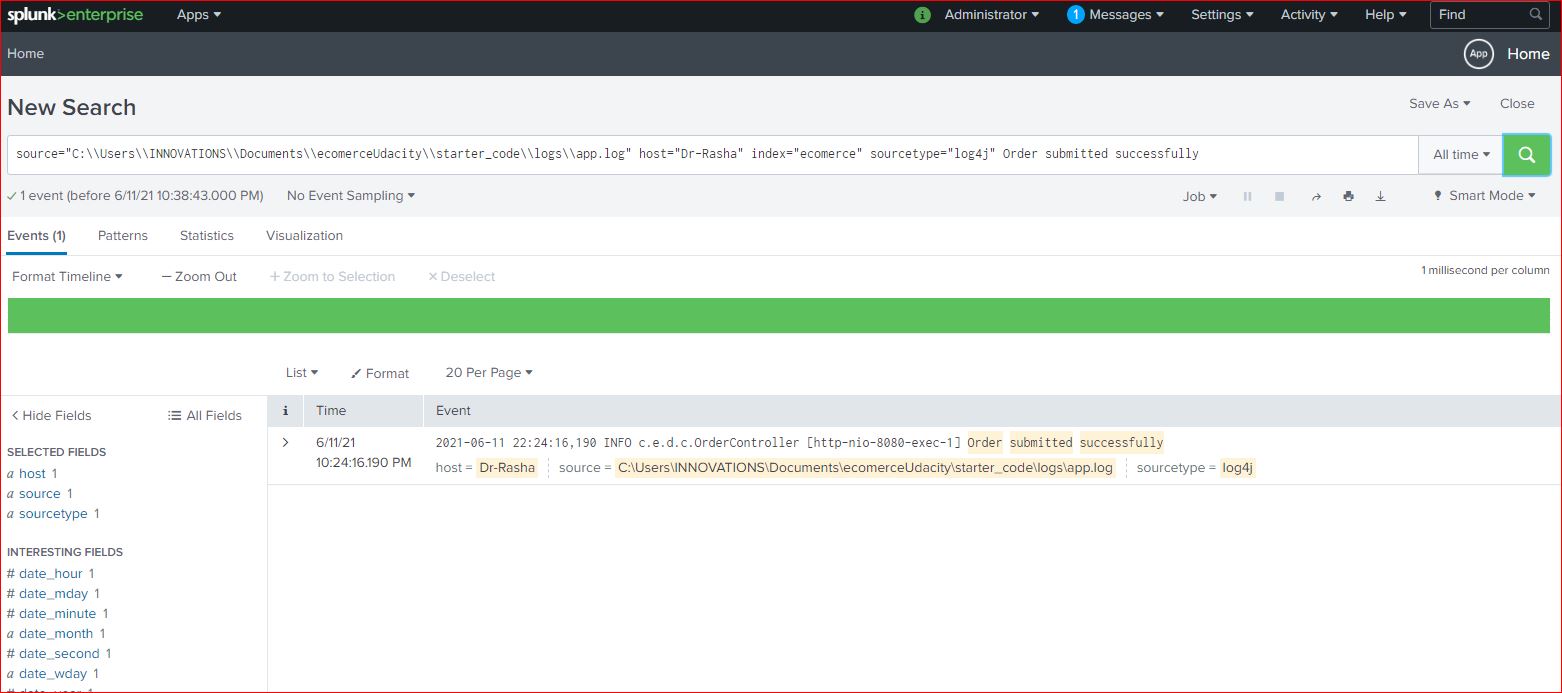 splunk>enterprise Apps i Administrator 1 Messages Settings Activity Help Find
Home App Home
New Search Save As Close
source="C:\\Users\\INNOVATIONS\\Documents\\ecomerceUdacity\\starter_code\\logs\\app.log" host="Dr-Rasha" index="ecomerce" sourcetype="log4j" Order submitted successfully All time
1 event (before 6/11/21 10:38:43.000 PM) No Event Sampling Job Smart Mode
Events (1) Patterns Statistics Visualization
Format Timeline — Zoom Out + Zoom to Selection × Deselect 1 millisecond per column
List Format 20 Per Page
< Hide Fields All Fields i Time Event
SELECTED FIELDS
a host 1
a source 1
a sourcetype 1
INTERESTING FIELDS
# date_hour 1
# date_mday 1
# date_minute 1
a date_month 1
# date_second 1
a date_wday 1
# date_year 1
> 6/11/21 2021-06-11 22:24:16,190 INFO c.e.d.c.OrderController [http-nio-8080-exec-1] Order submitted successfully
10:24:16.190 PM host = Dr-Rasha source = C:\Users\INNOVATIONS\Documents\ecomerceUdacity\starter_code\logs\app.log sourcetype = log4j